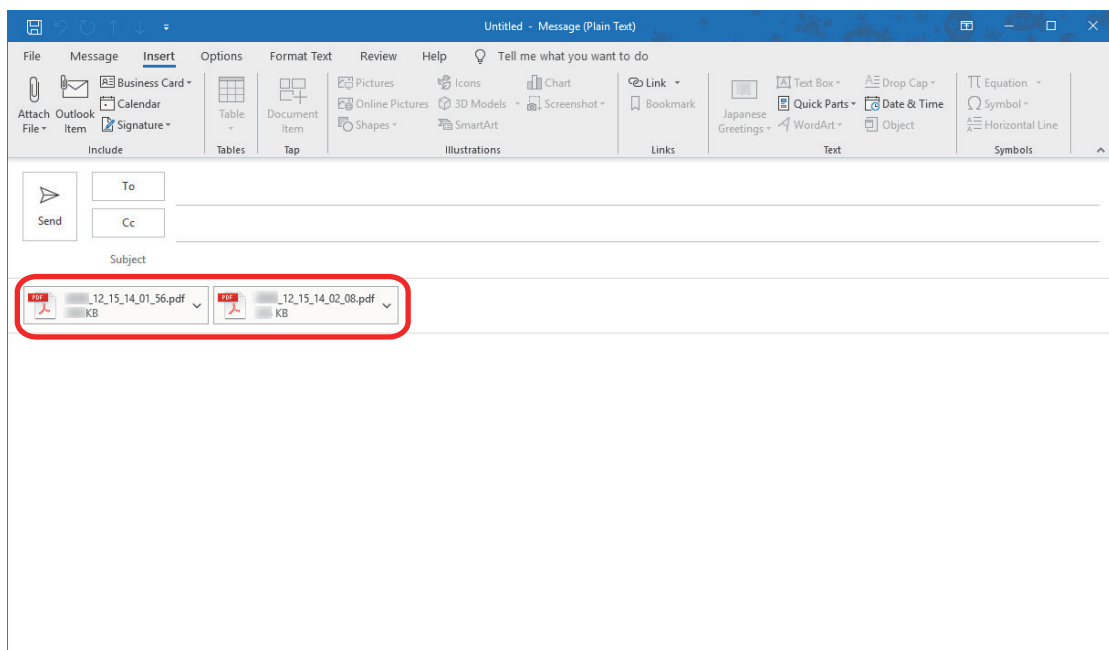 Untitled - Message (Plain Text)
File Message Insert Options Format Text Review Help Tell me what you want to do
Attach File Outlook Item Business Card Calendar Signature
Include
Table
Tables
Document Item
Tap
Pictures Online Pictures Shapes Icons 3D Models SmartArt Chart Screenshot
Illustrations
Link Bookmark
Links
Japanese Greetings Text Box Quick Parts WordArt Drop Cap Date & Time Object
Text
Equation Symbol Horizontal Line
Symbols
Send
To
Cc
Subject
PDF _12_15_14_01_56.pdf
KB
PDF _12_15_14_02_08.pdf
KB